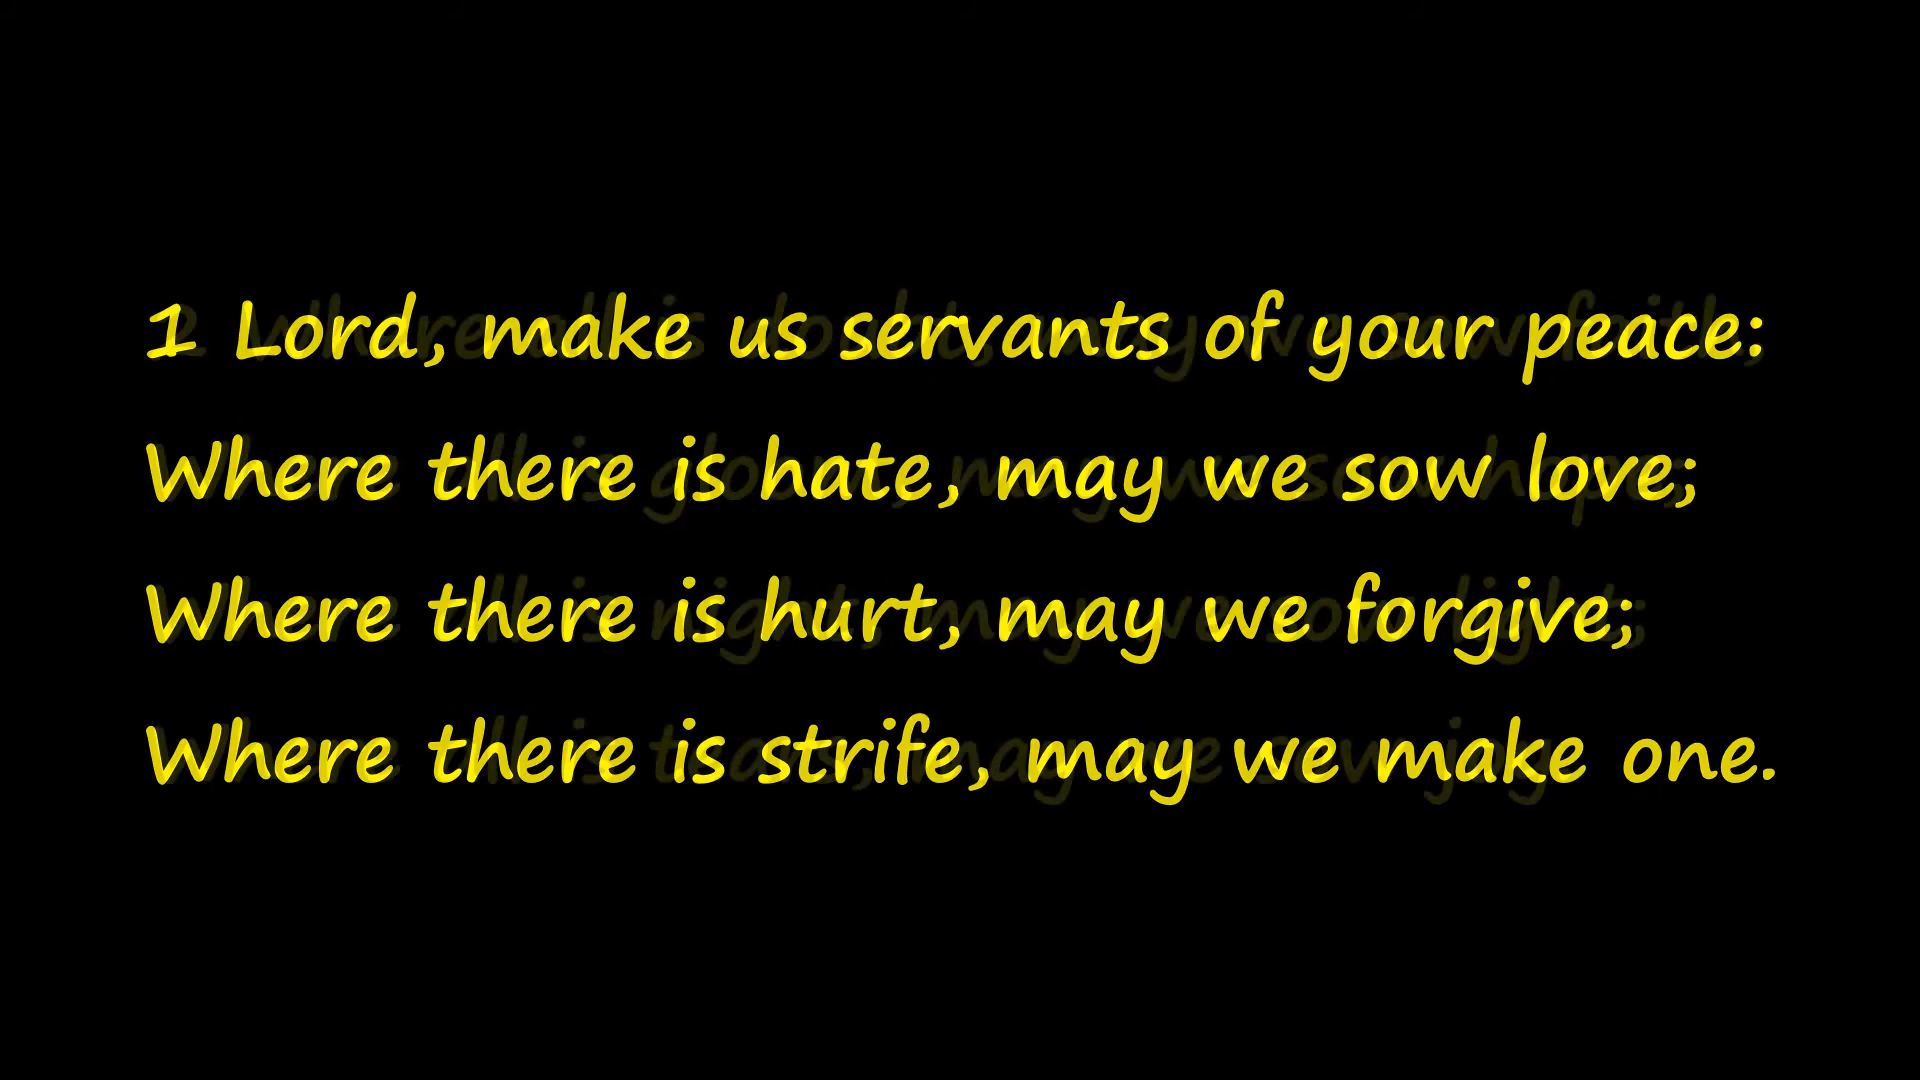 1 Lord, make us servants of your peace:
Where there is hate, may we sow love;
Where there is hurt, may we forgive;
Where there is strife, may we make one.